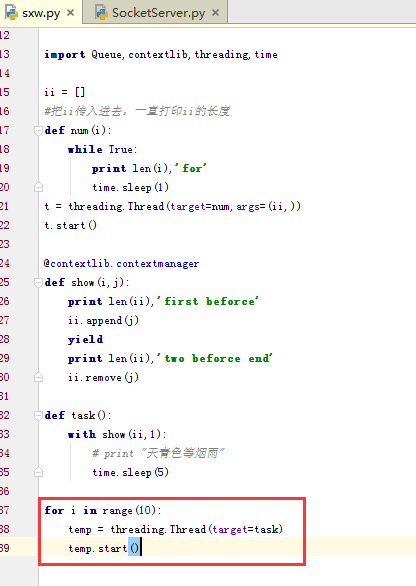 sxw.py × SocketServer.py ×
12
13 import Queue,contextlib,threading,time
14
15 ii = []
16 #把ii传入进去，一直打印ii的长度
17 def num(i):
18     while True:
19         print len(i),'for'
20         time.sleep(1)
21 t = threading.Thread(target=num,args=(ii,))
22 t.start()
23
24 @contextlib.contextmanager
25 def show(i,j):
26     print len(ii),'first beforce'
27     ii.append(j)
28     yield
29     print len(ii),'two beforce end'
30     ii.remove(j)
31
32 def task():
33     with show(ii,1):
34         # print "天青色等烟雨"
35         time.sleep(5)
36
37 for i in range(10):
38     temp = threading.Thread(target=task)
39     temp.start()